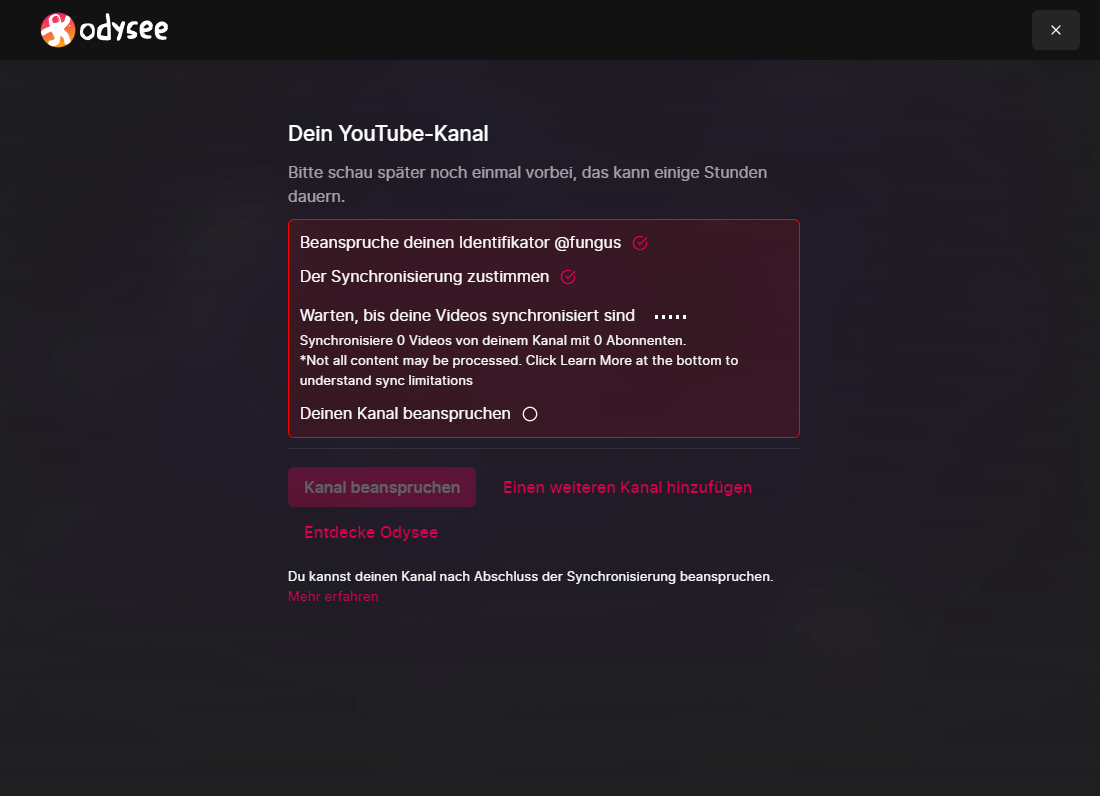 odysee
Dein YouTube-Kanal
Bitte schau später noch einmal vorbei, das kann einige Stunden
dauern.
Beanspruche deinen Identifikator @fungus
Der Synchronisierung zustimmen
Warten, bis deine Videos synchronisiert sind
Synchronisiere 0 Videos von deinem Kanal mit 0 Abonnenten.
*Not all content may be processed. Click Learn More at the bottom to
understand sync limitations
Deinen Kanal beanspruchen
Kanal beanspruchen Einen weiteren Kanal hinzufügen
Entdecke Odysee
Du kannst deinen Kanal nach Abschluss der Synchronisierung beanspruchen.
Mehr erfahren